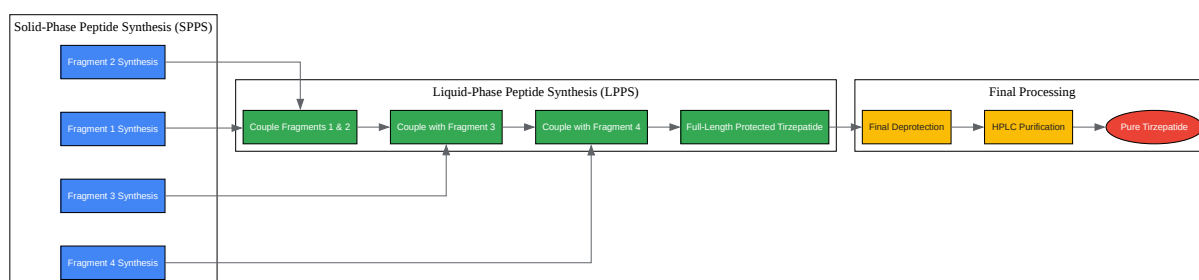 Solid-Phase Peptide Synthesis (SPPS)
Fragment 2 Synthesis
Fragment 1 Synthesis
Fragment 3 Synthesis
Fragment 4 Synthesis
Liquid-Phase Peptide Synthesis (LPPS)
Couple Fragments 1 & 2
Couple with Fragment 3
Couple with Fragment 4
Full-Length Protected Tirzepatide
Final Processing
Final Deprotection
HPLC Purification
Pure Tirzepatide